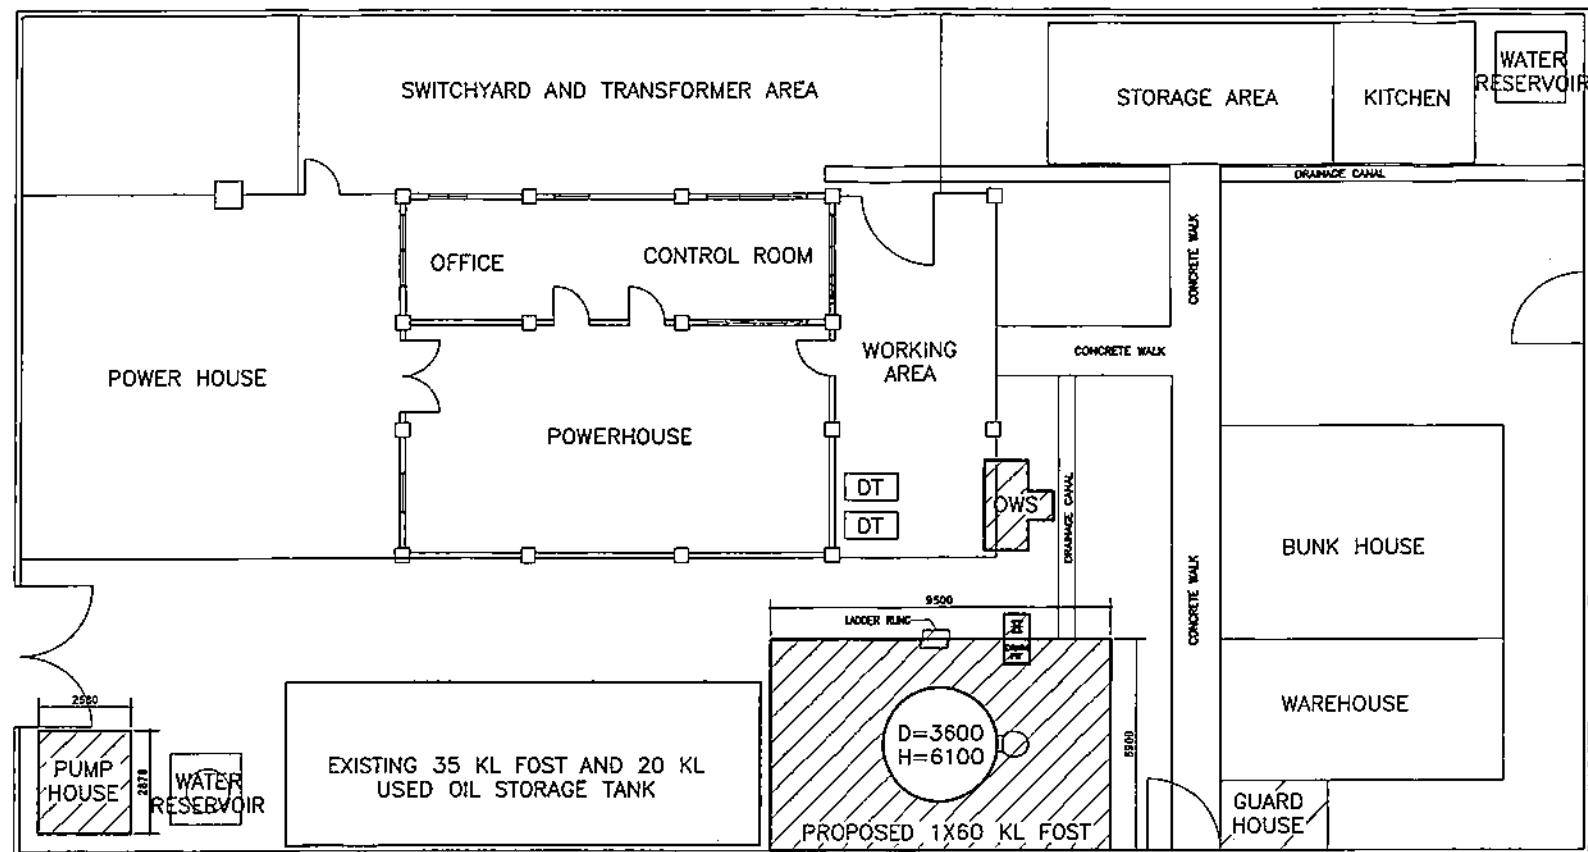 SWITCHYARD AND TRANSFORMER AREA
STORAGE AREA
KITCHEN
WATER
RESERVOIR
DRAINAGE CANAL
OFFICE
CONTROL ROOM
CONCRETE WALK
POWER HOUSE
WORKING
AREA
CONCRETE WALK
POWERHOUSE
DT
DT
OWS
DRAINAGE CANAL
BUNK HOUSE
CONCRETE WALK
9500
LADDER RUNG
WAREHOUSE
2580
PUMP
HOUSE
2878
WATER
RESERVOIR
EXISTING 35 KL FOST AND 20 KL
USED OIL STORAGE TANK
D=3600
H=6100
PROPOSED 1X60 KL FOST
GUARD
HOUSE